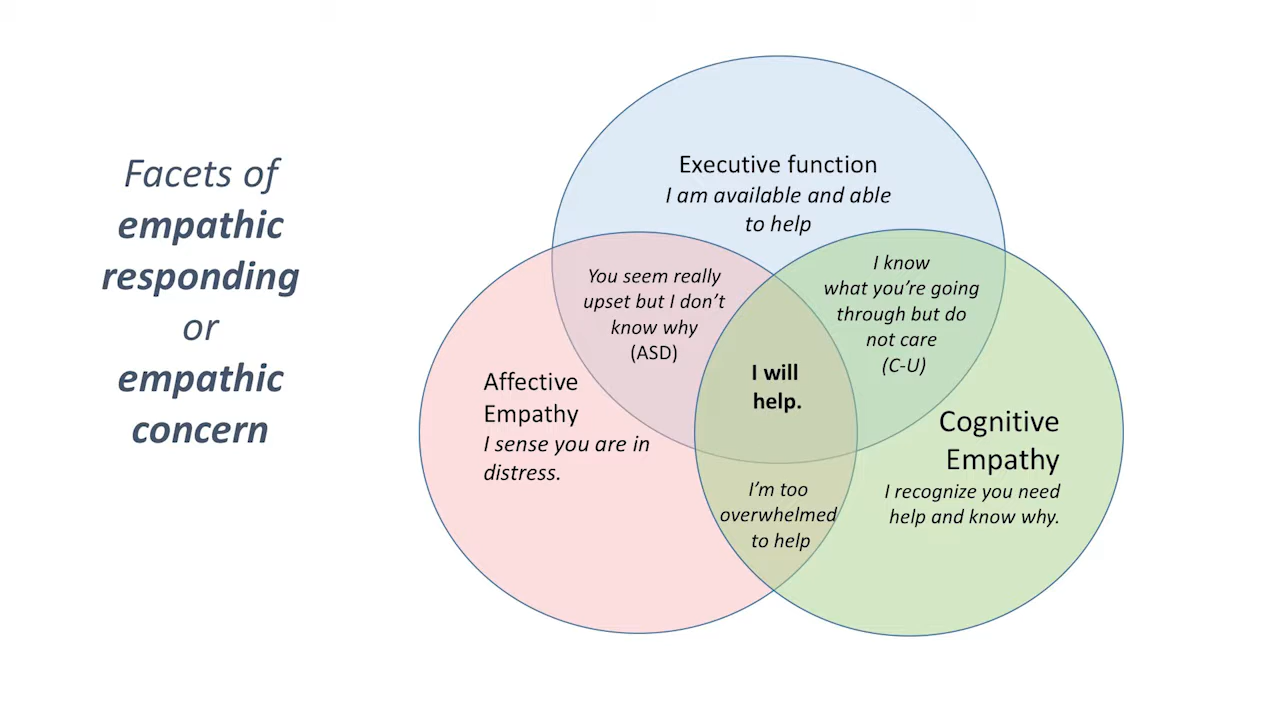 Facets of
empathic
responding
or
empathic
concern
Executive function
I am available and able
to help
You seem really
upset but I don't
know why
(ASD)
I know
what you're going
through but do
not care
(C-U)
I will
help.
Affective
Empathy
I sense you are in
distress.
Cognitive
Empathy
I recognize you need
help and know why.
I'm too
overwhelmed
to help